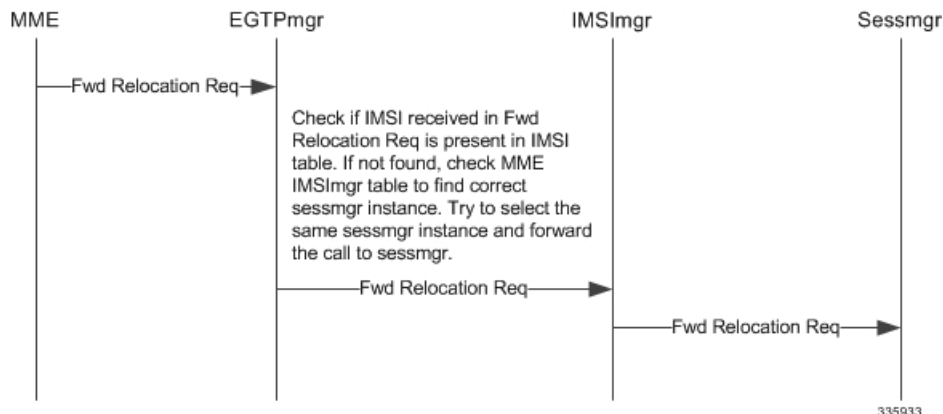 MME EGTPmgr IMSImgr Sessmgr
Fwd Relocation Req
Check if IMSI received in Fwd
Relocation Req is present in IMSI
table. If not found, check MME
IMSImgr table to find correct
sessmgr instance. Try to select the
same sessmgr instance and forward
the call to sessmgr.
Fwd Relocation Req
Fwd Relocation Req
335933